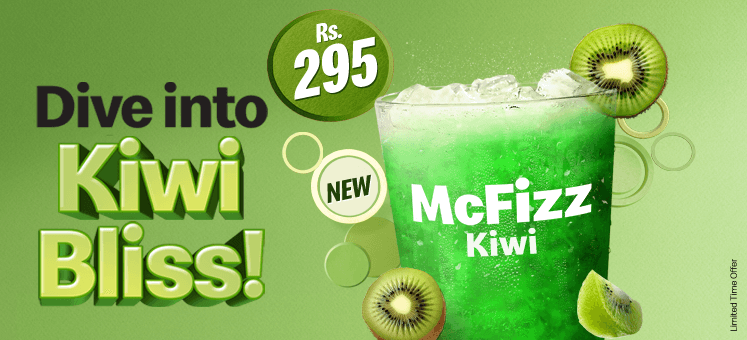 Dive into
Kiwi
Bliss!
Rs.
295
NEW
McFizz
Kiwi
Limited Time Offer